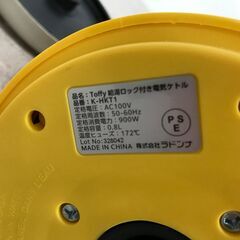 品名：Toffy 給湯ロック付き電気ケトル
品番：K-HKT1
定格電圧：AC100V
定格周波数：50-60Hz
定格消費電力：900W
定格容量：0.8L
温度ヒューズ：172℃
Lot No: 328042
MADE IN CHINA 株式会社ラドンナ
P S
E